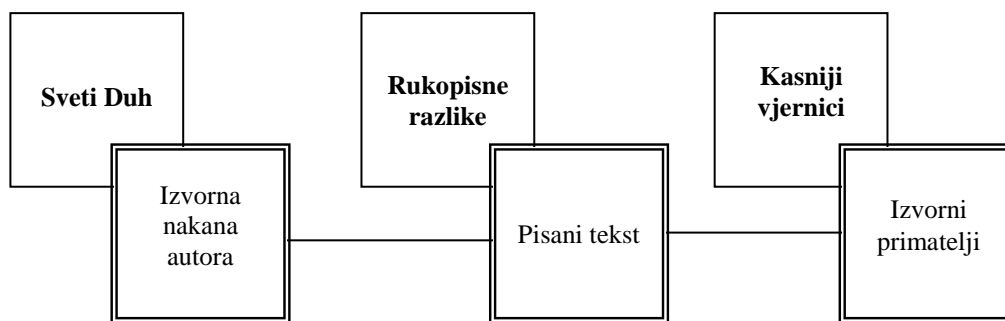 Sveti Duh
Rukopisne
razlike
Kasniji
vjernici
Izvorna
nakana
autora
Pisani tekst
Izvorni
primatelji